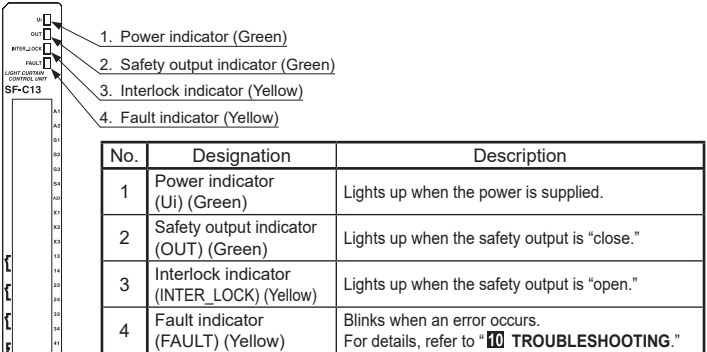 Ui
OUT
INTER_LOCK
FAULT
LIGHT CURTAIN
CONTROL UNIT
SF-C13
1. Power indicator (Green)
2. Safety output indicator (Green)
3. Interlock indicator (Yellow)
4. Fault indicator (Yellow)
A1
A2
S1
S2
S3
S4
X1
X2
X3
13
14
23
24
33
34
41
No. Designation Description
1 Power indicator (Ui) (Green) Lights up when the power is supplied.
2 Safety output indicator (OUT) (Green) Lights up when the safety output is “close.”
3 Interlock indicator (INTER_LOCK) (Yellow) Lights up when the safety output is “open.”
4 Fault indicator (FAULT) (Yellow) Blinks when an error occurs.
For details, refer to “10 TROUBLESHOOTING.”